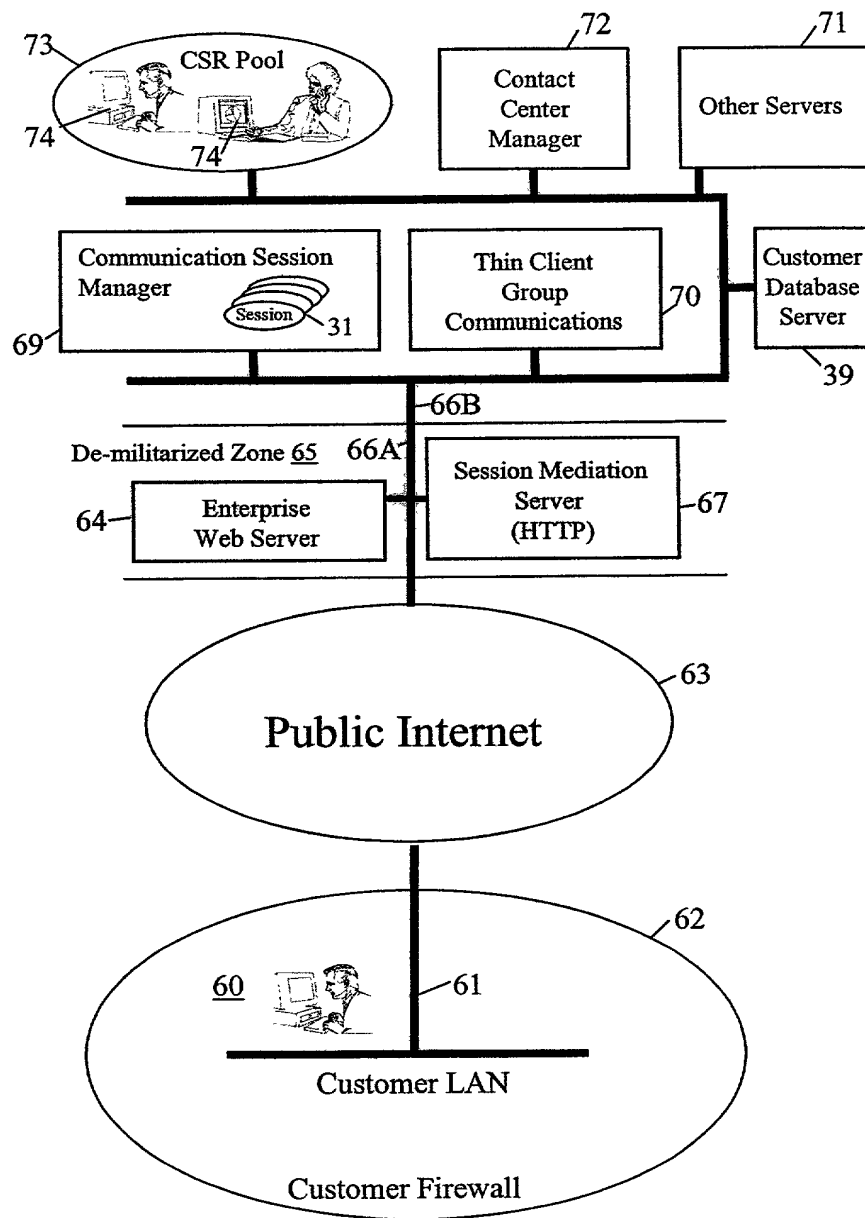 73
CSR Pool
74
74
72
Contact
Center
Manager
71
Other Servers
Communication Session
Manager
Session
31
69
Thin Client
Group
Communications
70
Customer
Database
Server
39
66B
De-militarized Zone 65
66A
64
Enterprise
Web Server
Session Mediation
Server
(HTTP)
67
63
Public Internet
62
60
61
Customer LAN
Customer Firewall